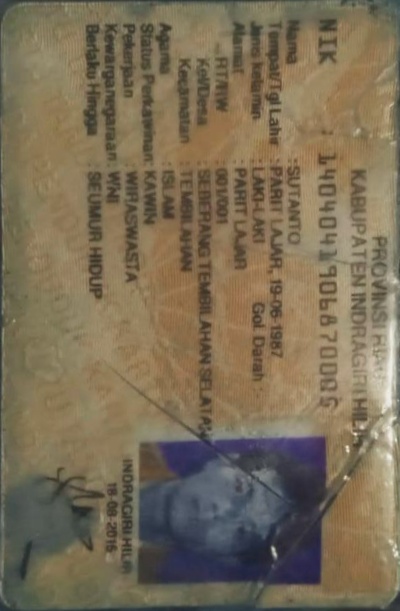 PROVINSI RIAU
KABUPATEN INDRAGIRI HILIR
NIK : 1404041906870005
Nama : SUTANTO
Tempat/Tgl Lahir : PARIT LAJAR, 19-06-1987
Jenis kelamin : LAKI-LAKI Gol. Darah :
Alamat : PARIT LAJAR
RT/RW : 001/001
Kel/Desa : SEBERANG TEMBILAHAN SELATAN
Kecamatan : TEMBILAHAN
Agama : ISLAM
Status Perkawinan: KAWIN
Pekerjaan : WIRASWASTA
Kewarganegaraan: WNI
Berlaku Hingga : SEUMUR HIDUP
INDRAGIRI HILIR
18-08-2015